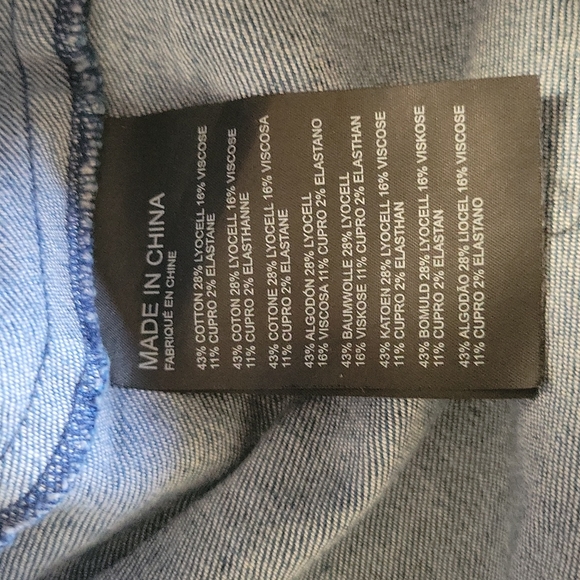 MADE IN CHINA
FABRIQUÉ EN CHINE
43% COTTON 28% LYOCELL 16% VISCOSE
11% CUPRO 2% ELASTANE
43% COTON 28% LYOCELL 16% VISCOSE
11% CUPRO 2% ELASTHANNE
43% COTONE 28% LYOCELL 16% VISCOSA
11% CUPRO 2% ELASTANE
43% ALGODÓN 28% LYOCELL
16% VISCOSA 11% CUPRO 2% ELASTANO
43% BAUMWOLLE 28% LYOCELL
16% VISKOSE 11% CUPRO 2% ELASTHAN
43% KATOEN 28% LYOCELL 16% VISCOSE
11% CUPRO 2% ELASTHAN
43% BOMULD 28% LYOCELL 16% VISKOSE
11% CUPRO 2% ELASTAN
43% ALGODÃO 28% LIOCEL 16% VISCOSE
11% CUPRO 2% ELASTANO